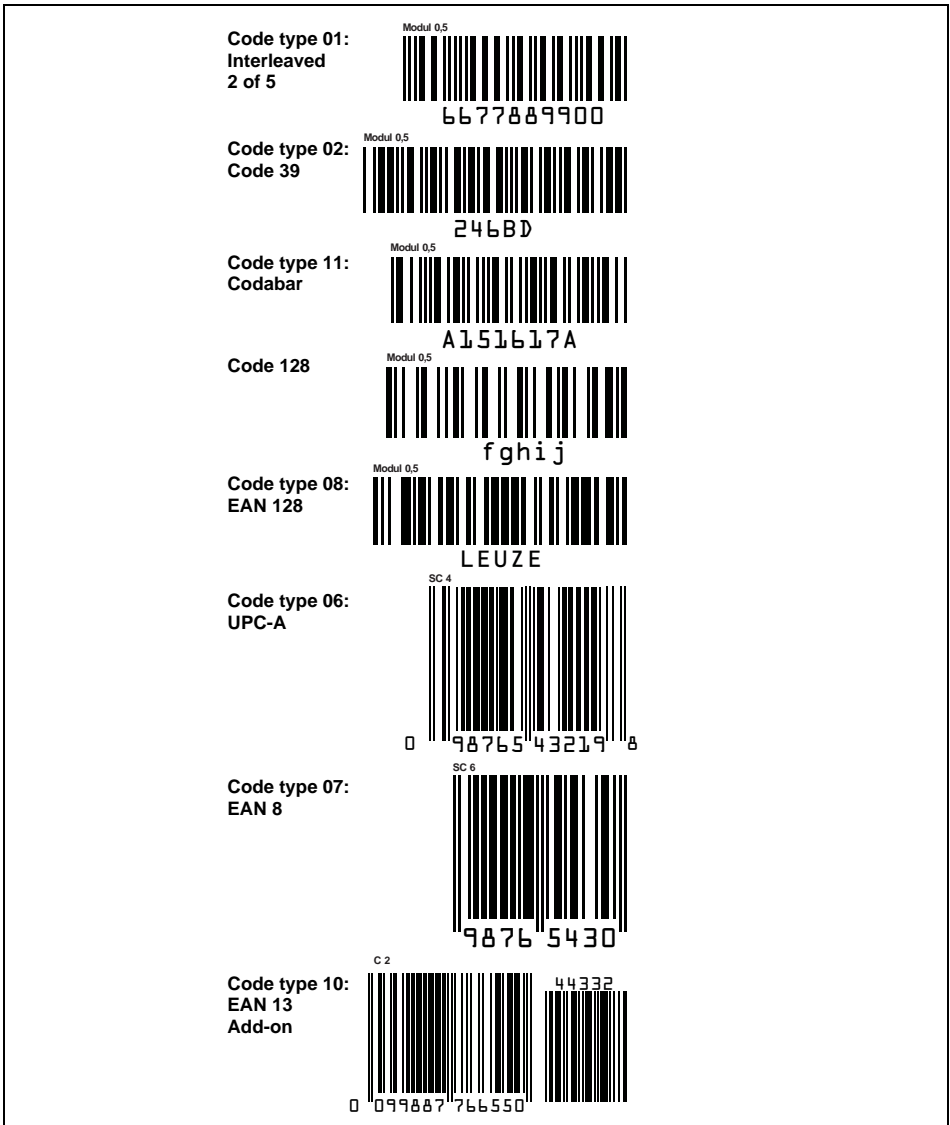 Code type 01:
Interleaved
2 of 5
Modul 0,5
6677889900
Code type 02:
Code 39
Modul 0,5
246BD
Code type 11:
Codabar
Modul 0,5
A151617A
Code 128
Modul 0,5
fghij
Code type 08:
EAN 128
Modul 0,5
LEUZE
Code type 06:
UPC-A
SC 4
0 98765 43219 8
Code type 07:
EAN 8
SC 6
9876 5430
Code type 10:
EAN 13
Add-on
C 2
44332
0 099887 766550